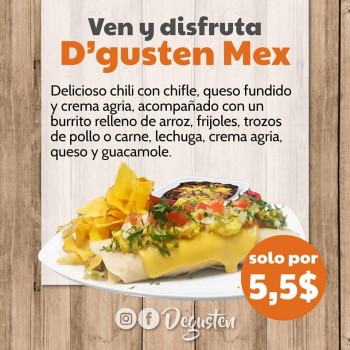 Ven y disfruta
D'gusten Mex
Delicioso chili con chifle, queso fundido
y crema agria, acompañado con un
burrito relleno de arroz, frijoles, trozos
de pollo o carne, lechuga, crema agria,
queso y guacamole.
solo por
5,5$
Degusten